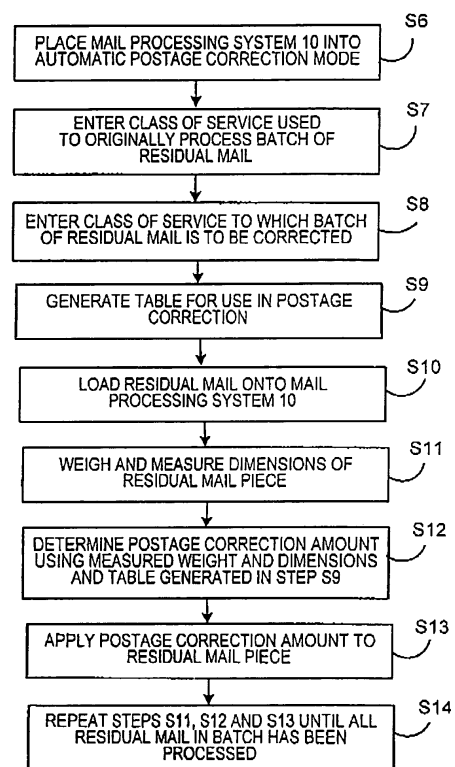 S6
PLACE MAIL PROCESSING SYSTEM 10 INTO
AUTOMATIC POSTAGE CORRECTION MODE
S7
ENTER CLASS OF SERVICE USED
TO ORIGINALLY PROCESS BATCH OF
RESIDUAL MAIL
S8
ENTER CLASS OF SERVICE TO WHICH BATCH
OF RESIDUAL MAIL IS TO BE CORRECTED
S9
GENERATE TABLE FOR USE IN POSTAGE
CORRECTION
S10
LOAD RESIDUAL MAIL ONTO MAIL
PROCESSING SYSTEM 10
S11
WEIGH AND MEASURE DIMENSIONS OF
RESIDUAL MAIL PIECE
S12
DETERMINE POSTAGE CORRECTION AMOUNT
USING MEASURED WEIGHT AND DIMENSIONS
AND TABLE GENERATED IN STEP S9
S13
APPLY POSTAGE CORRECTION AMOUNT TO
RESIDUAL MAIL PIECE
S14
REPEAT STEPS S11, S12 AND S13 UNTIL ALL
RESIDUAL MAIL IN BATCH HAS BEEN
PROCESSED